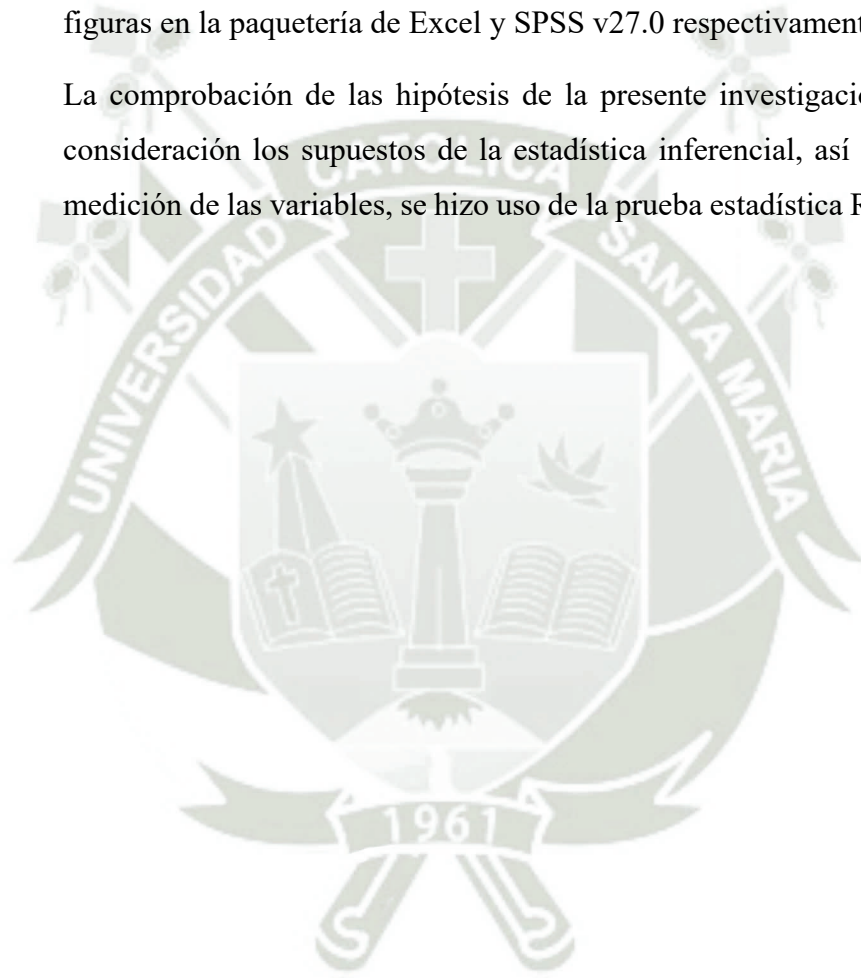 figuras en la paquetería de Excel y SPSS v27.0
La comprobación de las hipótesis de la presente
consideración los supuestos de la estadística inferencial, así
medición de las variables, se hizo uso de la prueba estadística
UNIVERSIDAD CATOLICA SANTA MARIA
1961